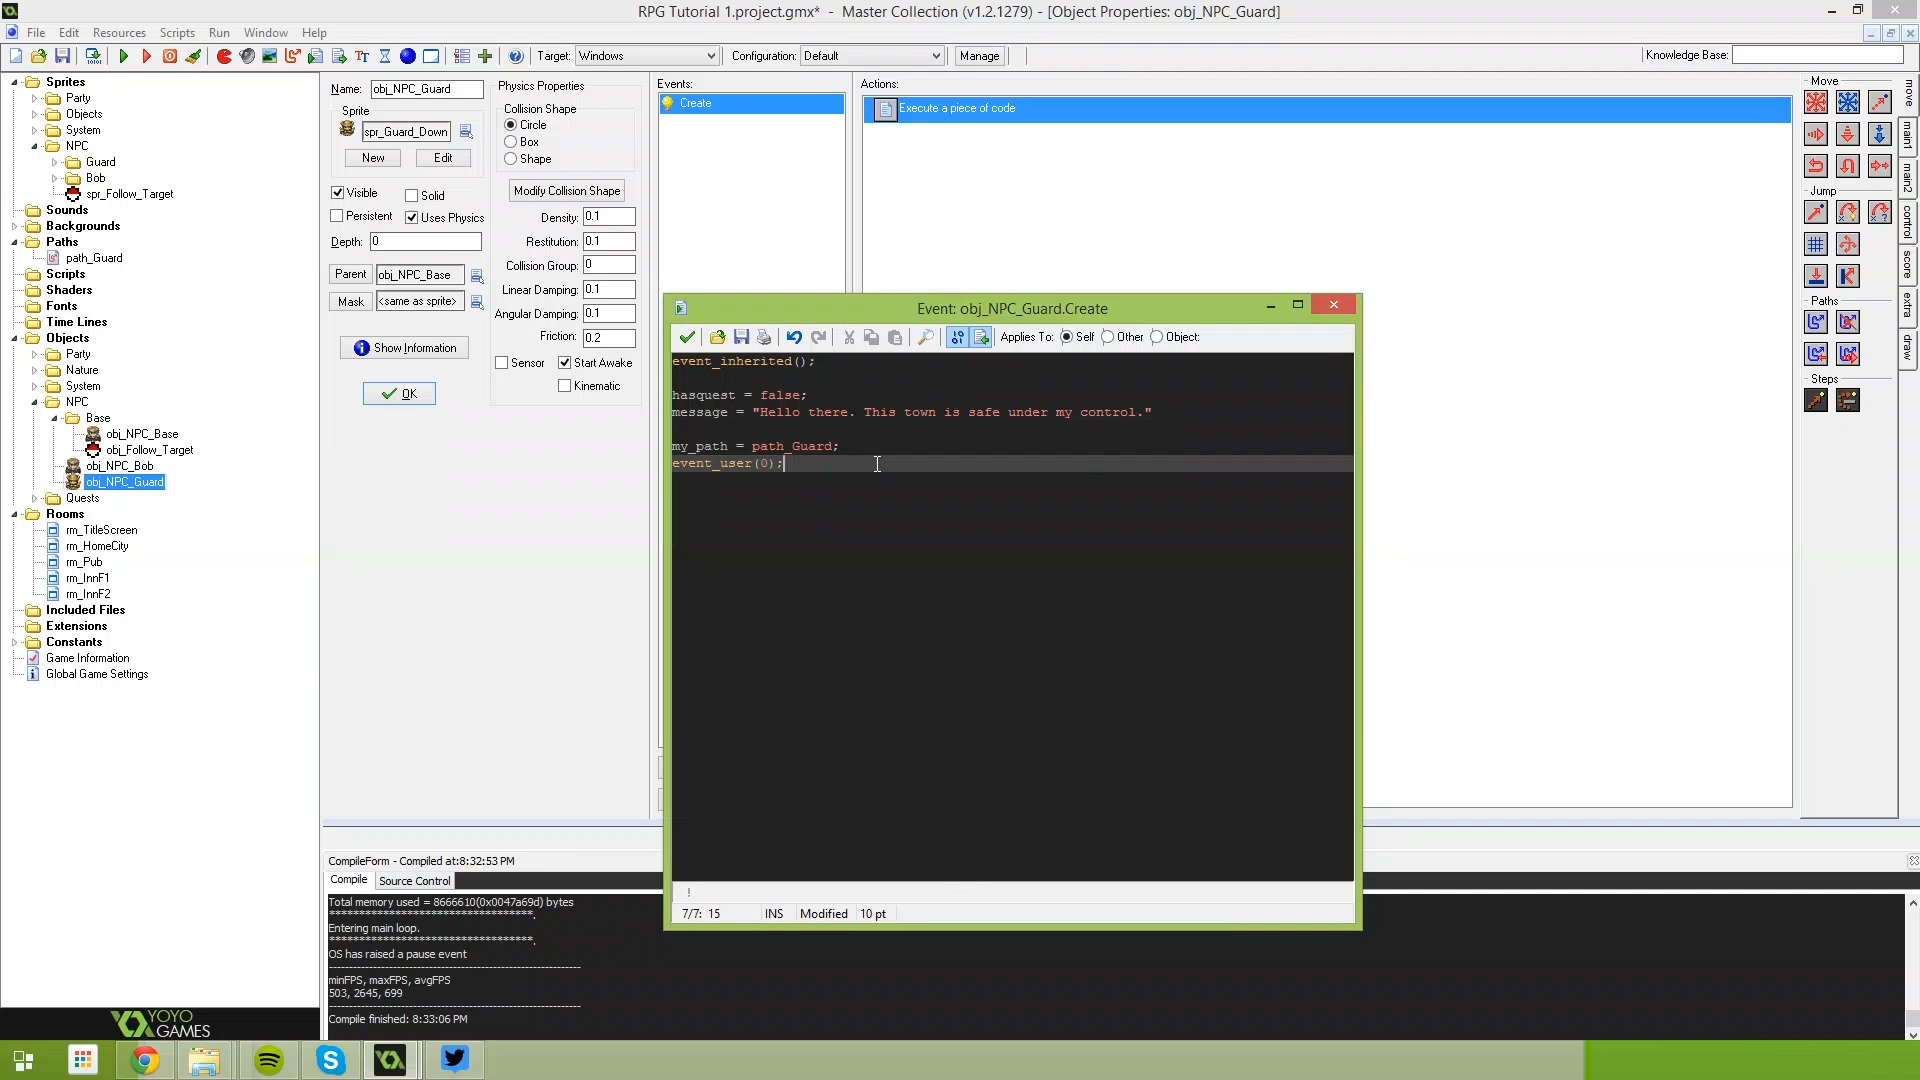 RPG Tutorial 1.project.gmx* - Master Collection (v1.2.1279) - [Object Properties: obj_NPC_Guard]
File Edit Resources Scripts Run Window Help
Target: Windows Configuration: Default Manage Knowledge Base:
Sprites
Party
Objects
System
NPC
Guard
Bob
spr_Follow_Target
Sounds
Backgrounds
Paths
path_Guard
Scripts
Shaders
Fonts
Time Lines
Objects
Party
Nature
System
NPC
Base
obj_NPC_Base
obj_Follow_Target
obj_NPC_Bob
obj_NPC_Guard
Quests
Rooms
rm_TitleScreen
rm_HomeCity
rm_Pub
rm_InnF1
rm_InnF2
Included Files
Extensions
Constants
Game Information
Global Game Settings
YOYO
GAMES
Name: obj_NPC_Guard
Sprite
spr_Guard_Down
New Edit
Visible Solid
Persistent Uses Physics
Depth: 0
Parent obj_NPC_Base
Mask <same as sprite>
Show Information
OK
Physics Properties
Collision Shape
Circle
Box
Shape
Modify Collision Shape
Density: 0.1
Restitution: 0.1
Collision Group: 0
Linear Damping: 0.1
Angular Damping: 0.1
Friction: 0.2
Sensor Start Awake
Kinematic
Events:
Create
Actions:
Execute a piece of code
Event: obj_NPC_Guard.Create
Applies To: Self Other Object:
event_inherited();
hasquest = false;
message = "Hello there. This town is safe under my control."
my_path = path_Guard;
event_user(0);
!
7/7: 15 INS Modified 10 pt
Move
Jump
Paths
Steps
move
main1
main2
control
score
extra
draw
CompileForm - Compiled at:8:32:53 PM
Compile Source Control
Total memory used = 8666610(0x0047a69d) bytes
**********************************.
Entering main loop.
**********************************.
OS has raised a pause event
minFPS, maxFPS, avgFPS
503, 2645, 699
Compile finished: 8:33:06 PM